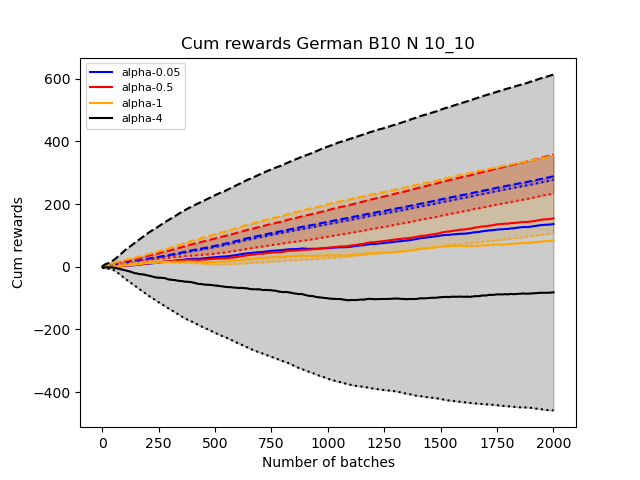 Cum rewards German B10 N 10_10
alpha-0.05
alpha-0.5
alpha-1
alpha-4
600
400
200
0
−200
−400
Cum rewards
0 250 500 750 1000 1250 1500 1750 2000
Number of batches